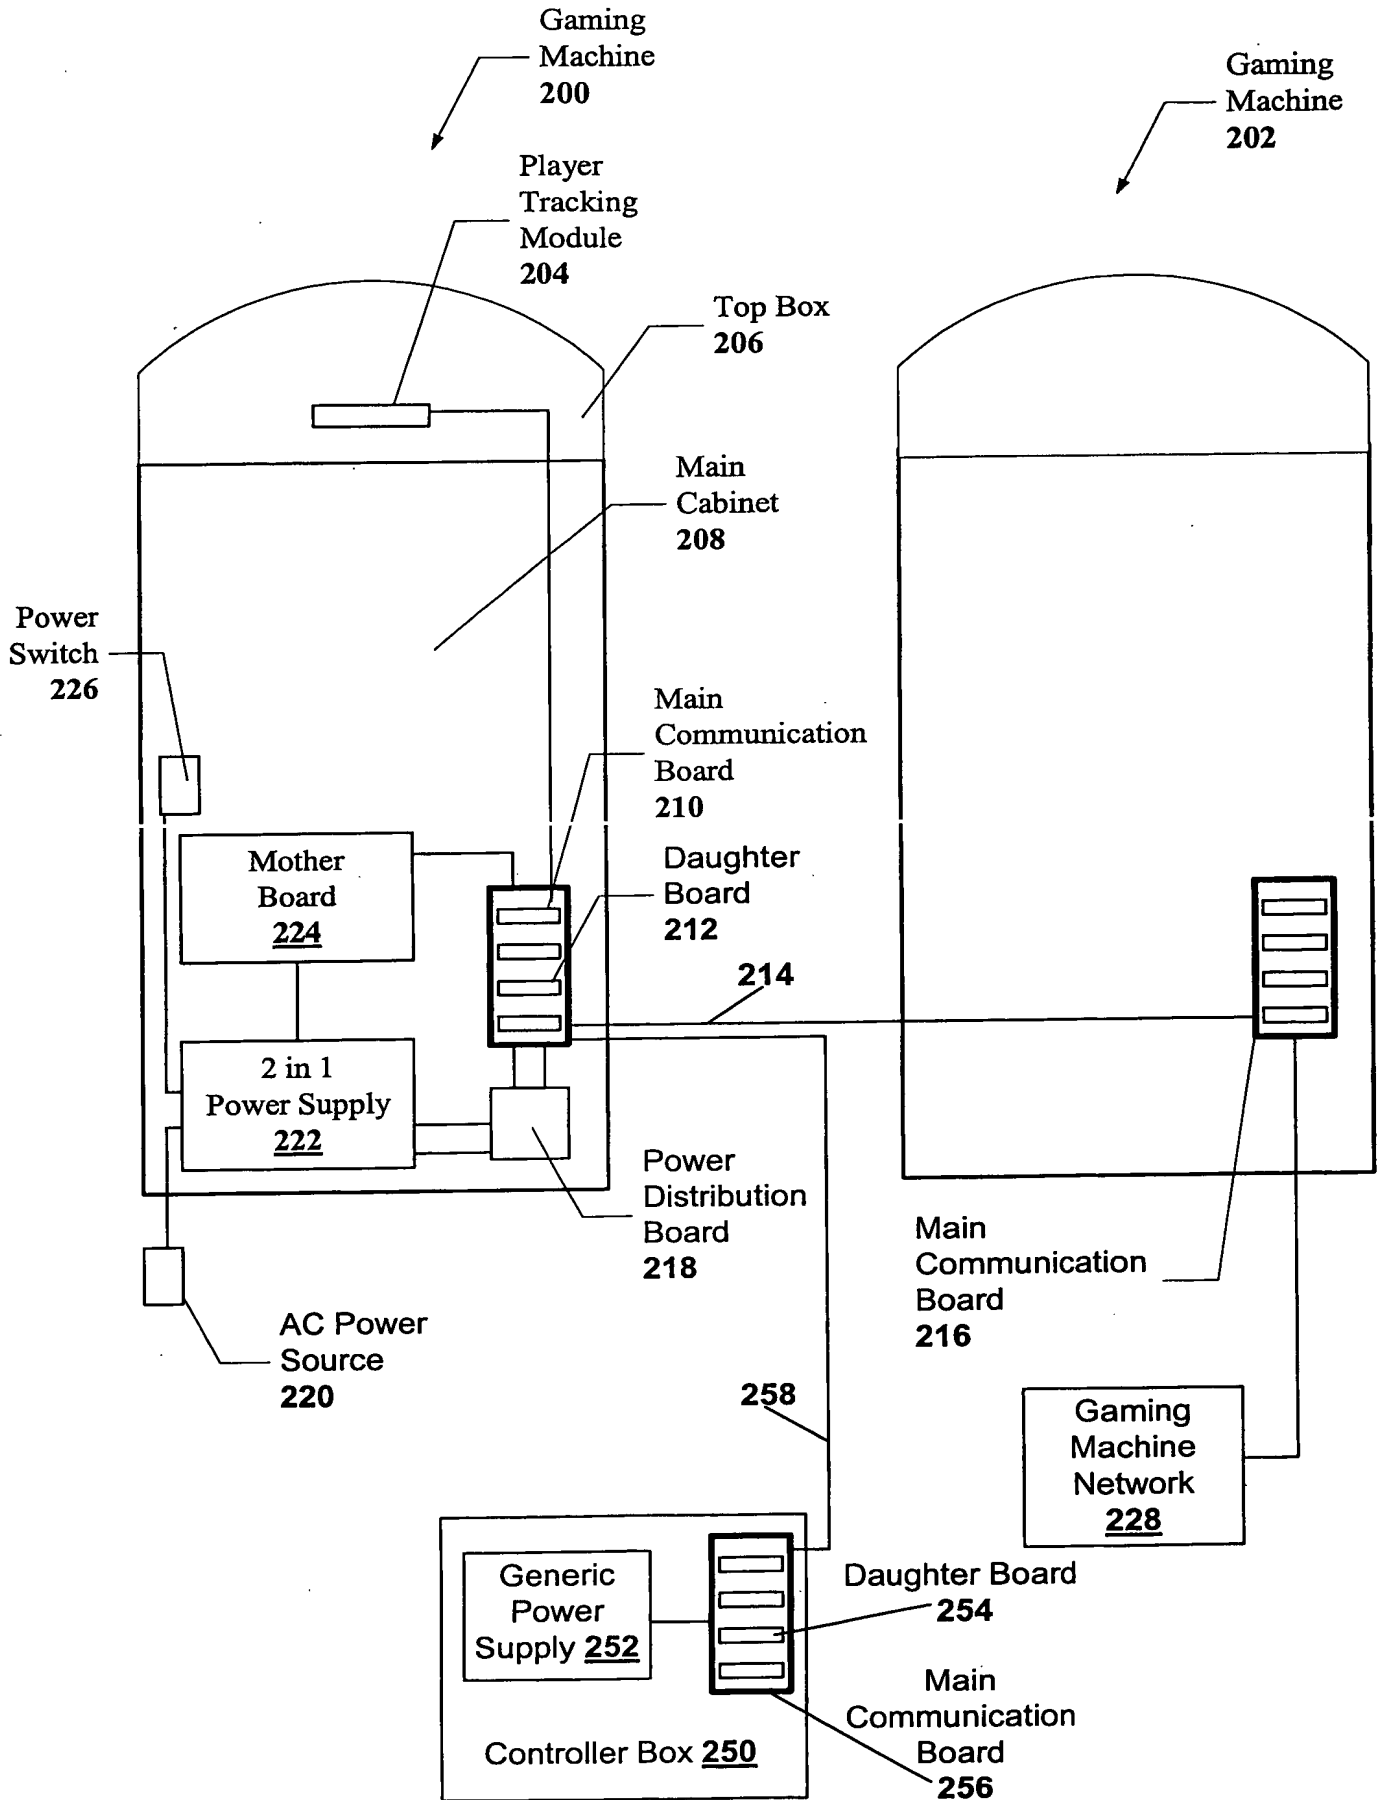 Gaming
Machine
200
Gaming
Machine
202
Player
Tracking
Module
204
Top Box
206
Main
Cabinet
208
Power
Switch
226
Main
Communication
Board
210
Mother
Board
224
Daughter
Board
212
214
2 in 1
Power Supply
222
Power
Distribution
Board
218
Main
Communication
Board
216
AC Power
Source
220
258
Gaming
Machine
Network
228
Generic
Power
Supply 252
Daughter Board
254
Main
Communication
Board
256
Controller Box 250